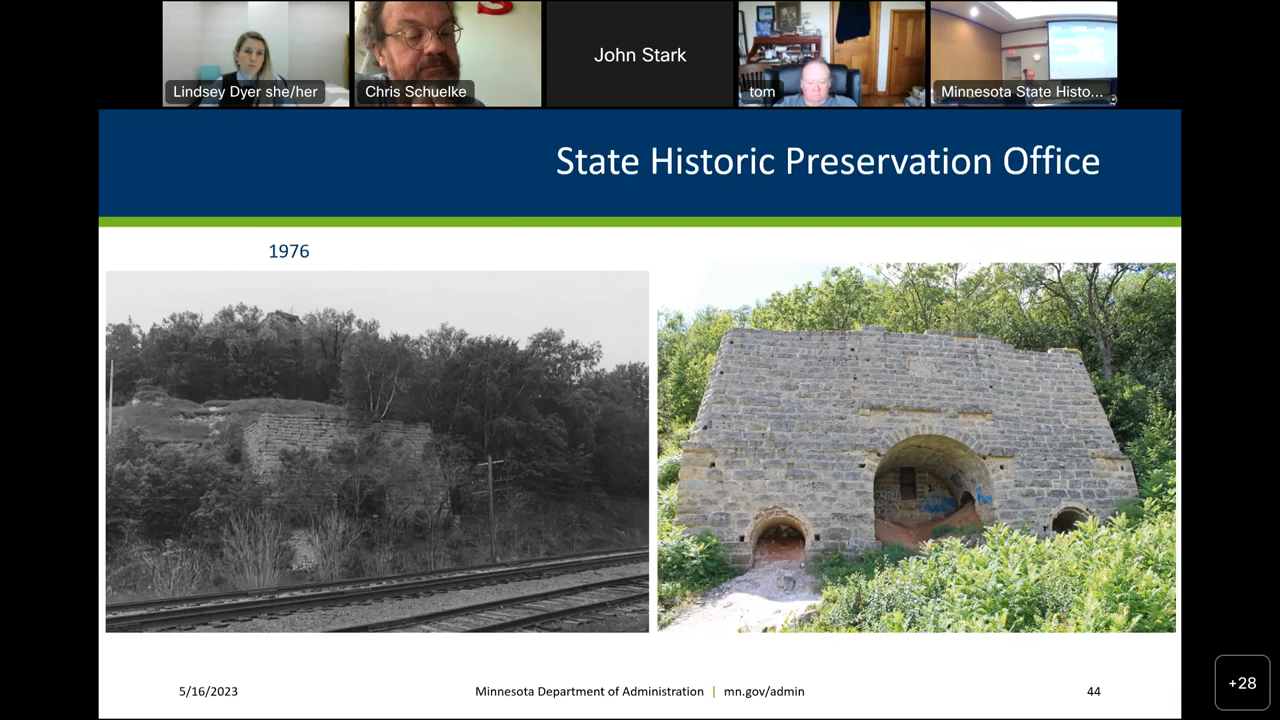 Lindsey Dyer she/her
Chris Schuelke
John Stark
tom
Minnesota State Histo...
State Historic Preservation Office
1976
5/16/2023
Minnesota Department of Administration | mn.gov/admin
44
+28